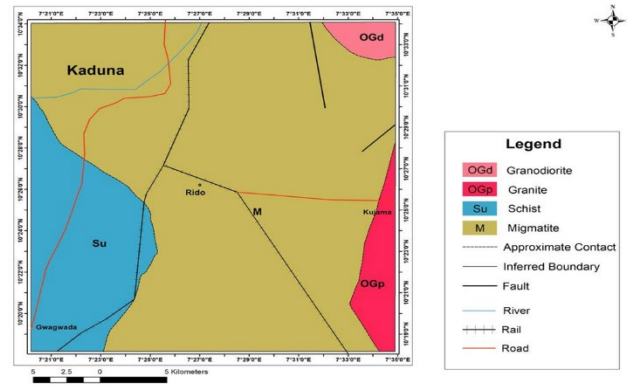 7°21'0"E 7°23'0"E 7°25'0"E 7°27'0"E 7°29'0"E 7°31'0"E 7°33'0"E 7°35'0"E
N
W E
S
OGd
Kaduna
Rido
M
Kujama
Su
OGp
Gwagwada
7°21'0"E 7°23'0"E 7°25'0"E 7°27'0"E 7°29'0"E 7°31'0"E 7°33'0"E 7°35'0"E
5 2.5 0 5 Kilometers
Legend
OGd Granodiorite
OGp Granite
Su Schist
M Migmatite
Approximate Contact
Inferred Boundary
Fault
River
Rail
Road